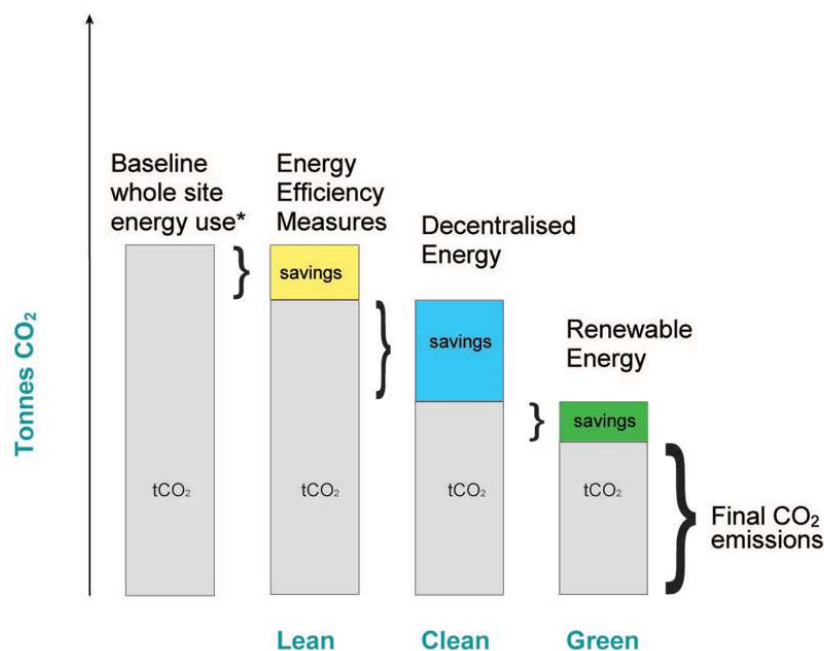 Baseline
whole site
energy use*
Energy
Efficiency
Measures
Decentralised
Energy
Renewable
Energy
savings
savings
savings
Tonnes CO₂
tCO₂
tCO₂
tCO₂
tCO₂
Final CO₂
emissions
Lean
Clean
Green